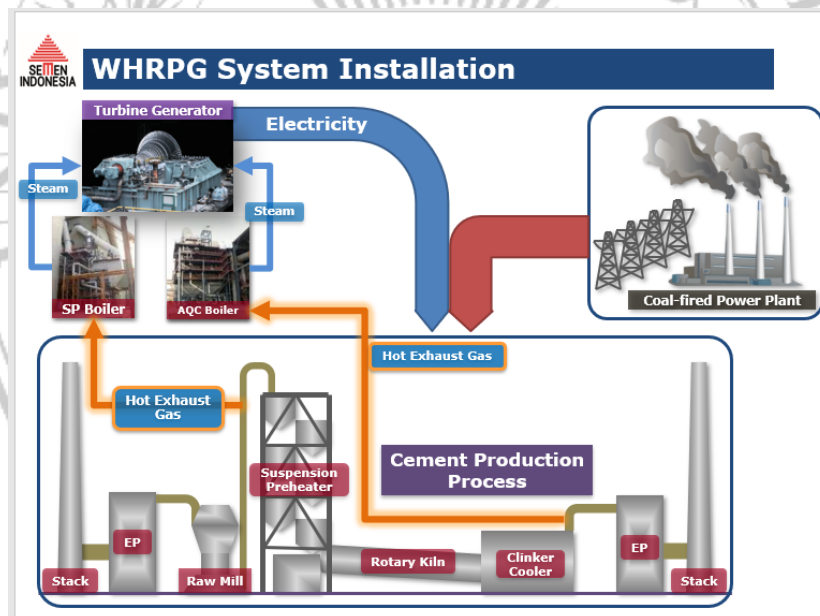 SEMEN
INDONESIA
WHRPG System Installation
Turbine Generator
Electricity
Steam
Steam
SP Boiler
AQC Boiler
Coal-fired Power Plant
Hot Exhaust Gas
Hot Exhaust
Gas
Cement Production
Process
Suspension
Preheater
EP
Rotary Kiln
Clinker
Cooler
EP
Stack
Raw Mill
Stack